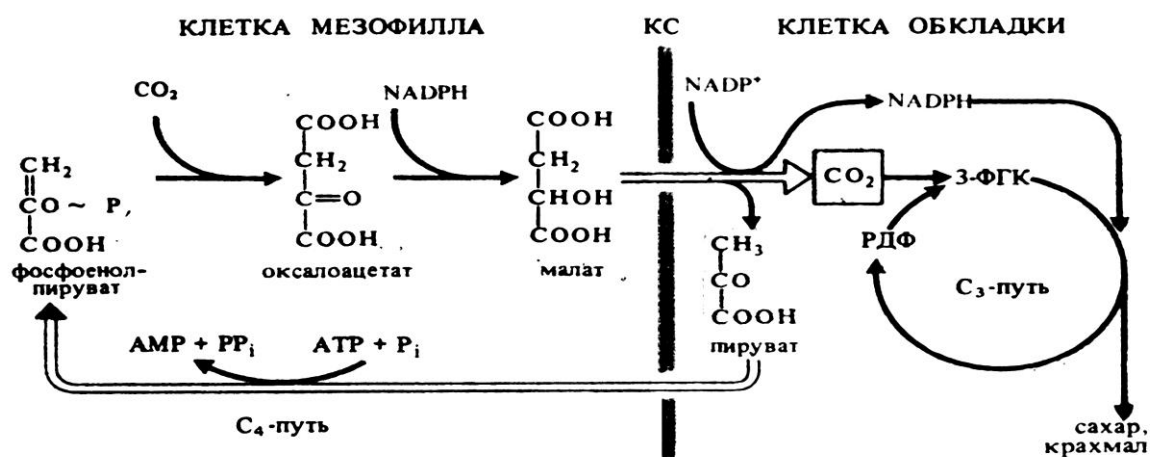 КЛЕТКА МЕЗОФИЛЛА
КС
КЛЕТКА ОБКЛАДКИ
CO₂
NADPH
NADP⁺
NADPH
CH₂
CO ~ P,
COOH
фосфоенол-
пируват
COOH
CH₂
C=O
COOH
оксалоацетат
COOH
CH₂
CHOH
COOH
малат
CO₂
3-ФГК
РДФ
C₃-путь
CH₃
CO
COOH
пируват
AMP + PPᵢ
ATP + Pᵢ
C₄-путь
сахар,
крахмал